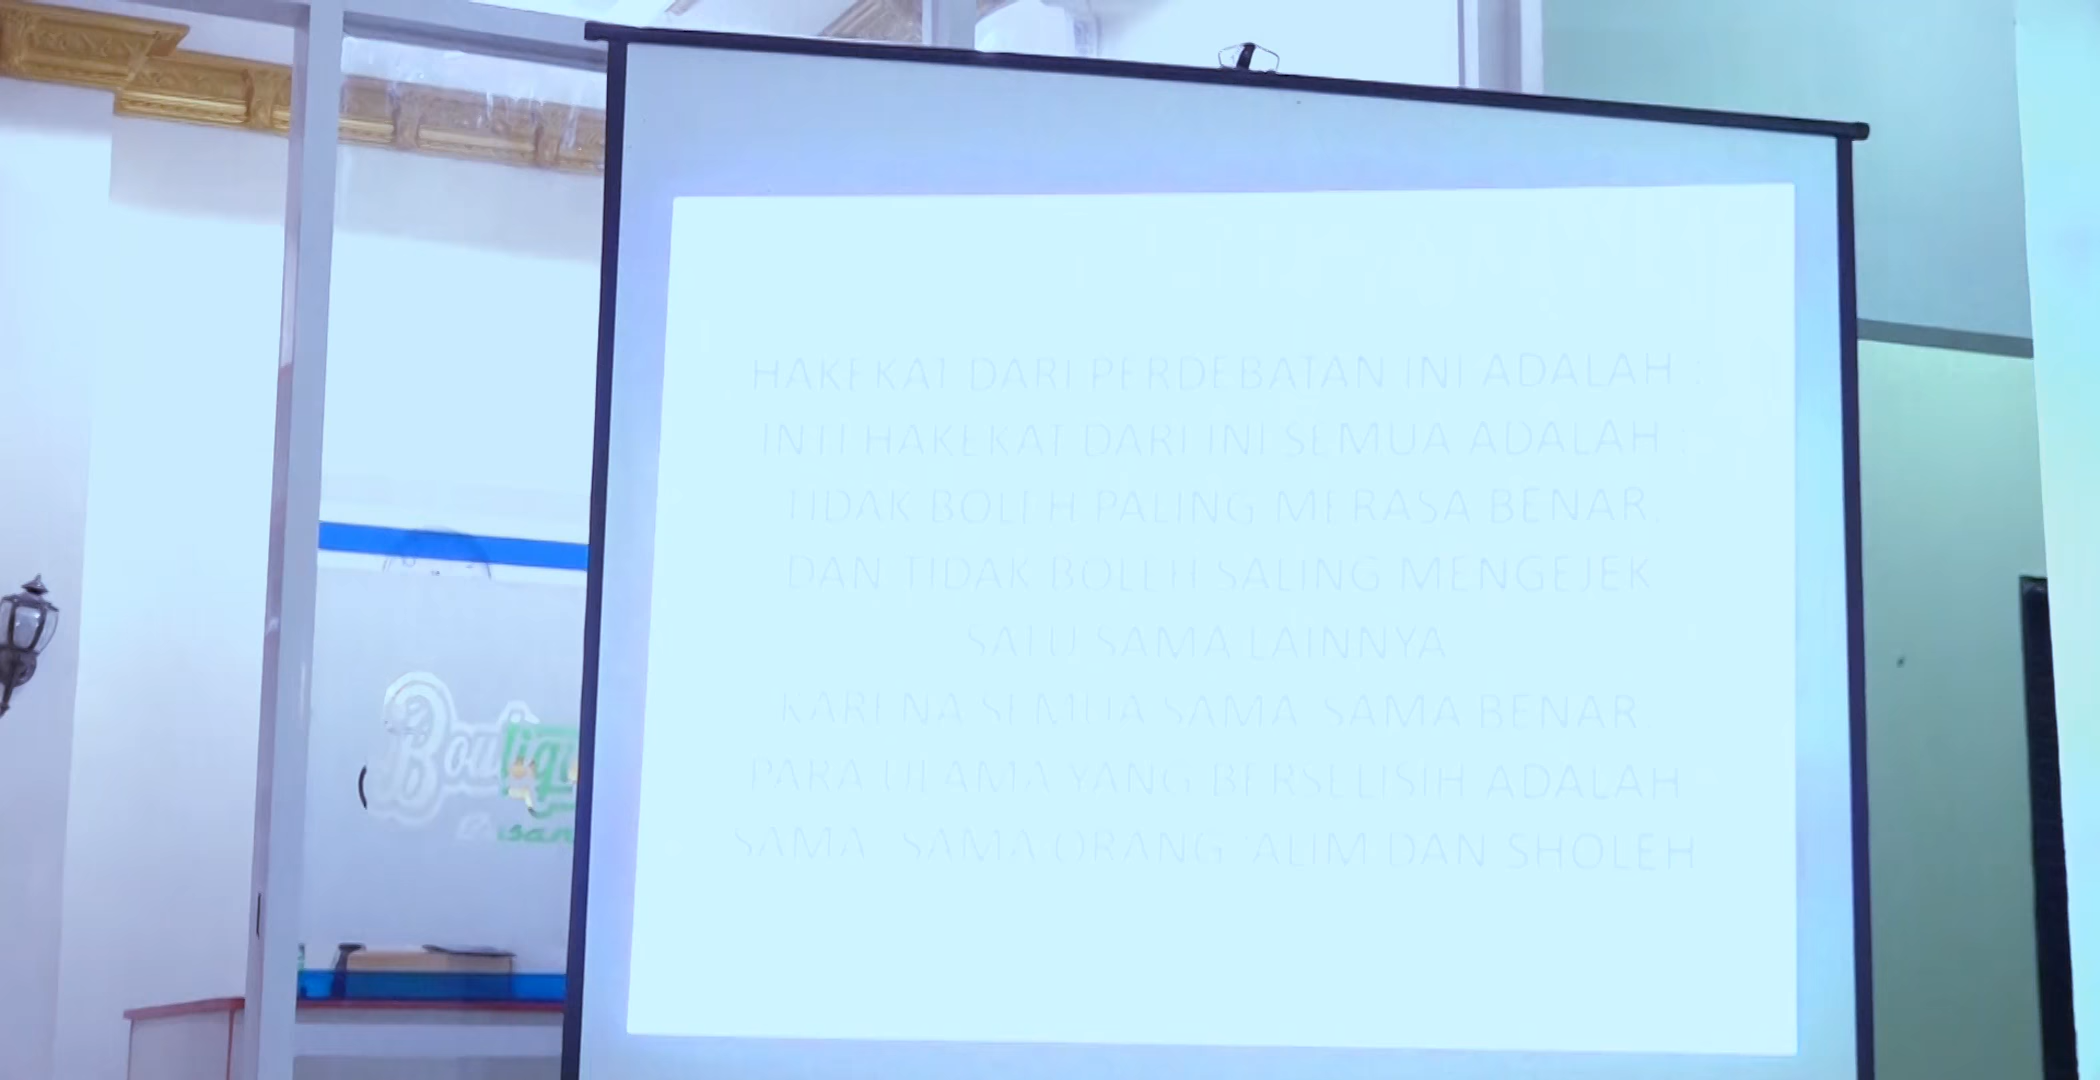 HAKEKAT DARI PERDEBATAN INI ADALAH :
INTI HAKEKAT DARI INI SEMUA ADALAH :
TIDAK BOLEH PALING MERASA BENAR,
DAN TIDAK BOLEH SALING MENGEJEK
SATU SAMA LAINNYA
KARENA SEMUA SAMA SAMA BENAR.
PARA ULAMA YANG BERSELISIH ADALAH
SAMA SAMA ORANG 'ALIM DAN SHOLEH